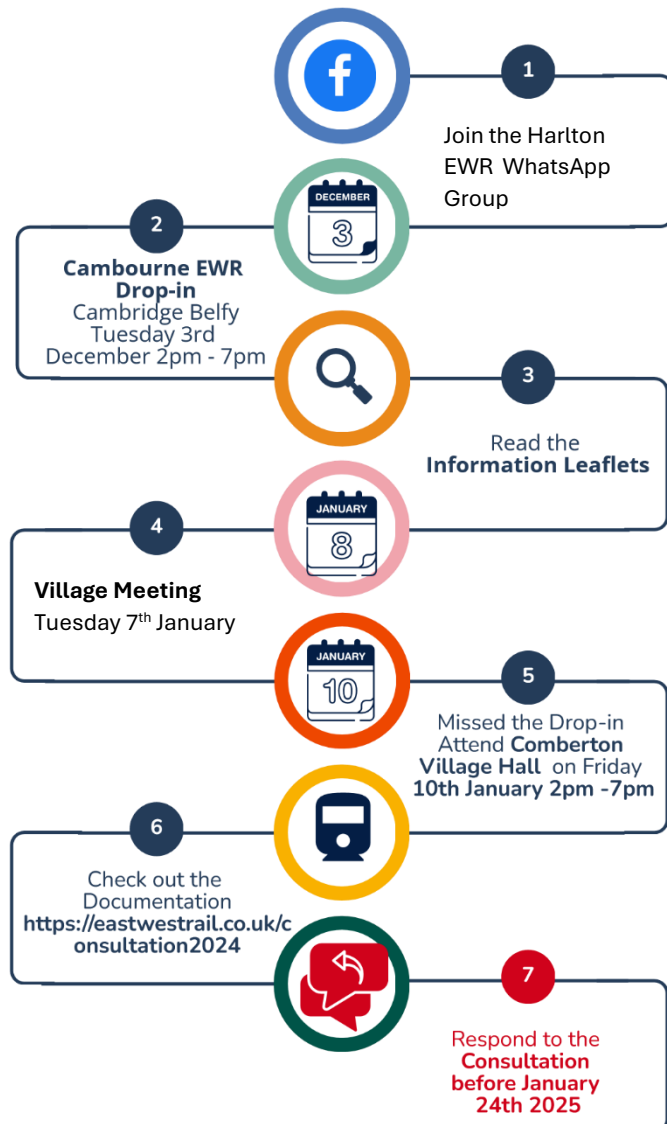 1
Join the Harlton
EWR WhatsApp
Group
DECEMBER
3
2
Cambourne EWR
Drop-in
Cambridge Belfy
Tuesday 3rd
December 2pm - 7pm
3
Read the
Information Leaflets
JANUARY
8
4
Village Meeting
Tuesday 7th January
JANUARY
10
5
Missed the Drop-in
Attend Comberton
Village Hall on Friday
10th January 2pm -7pm
6
Check out the
Documentation
https://eastwestrail.co.uk/c
onsultation2024
7
Respond to the
Consultation
before January
24th 2025